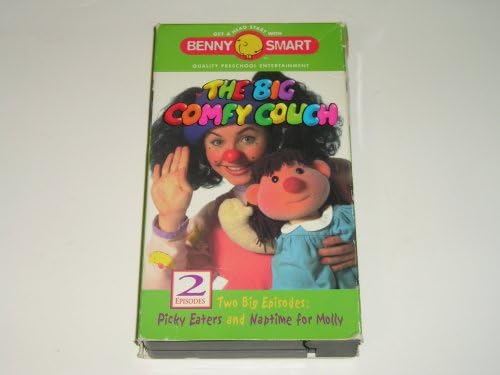 GET A HEAD START WITH
BENNY SMART
QUALITY PRESCHOOL ENTERTAINMENT
THE BIG
COMFY COUCH
2
EPISODES
Two Big Episodes:
Picky Eaters and Naptime for Molly